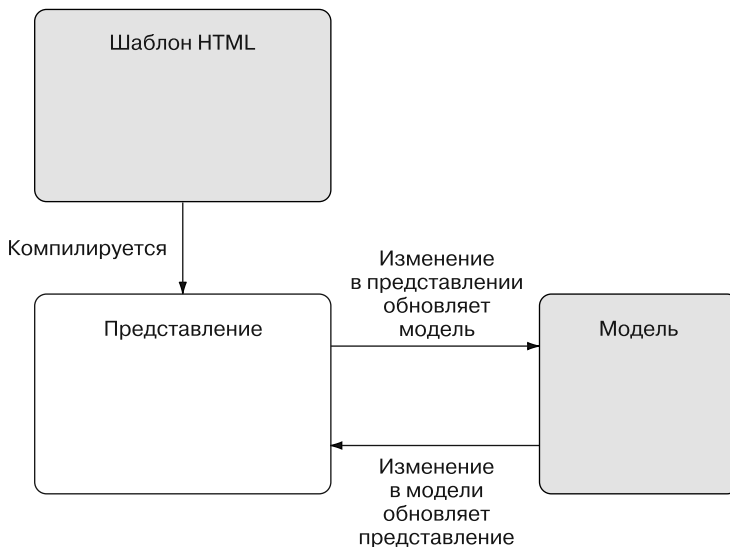 Шаблон HTML
Компилируется
Изменение
в представлении
обновляет
модель
Представление
Модель
Изменение
в модели
обновляет
представление